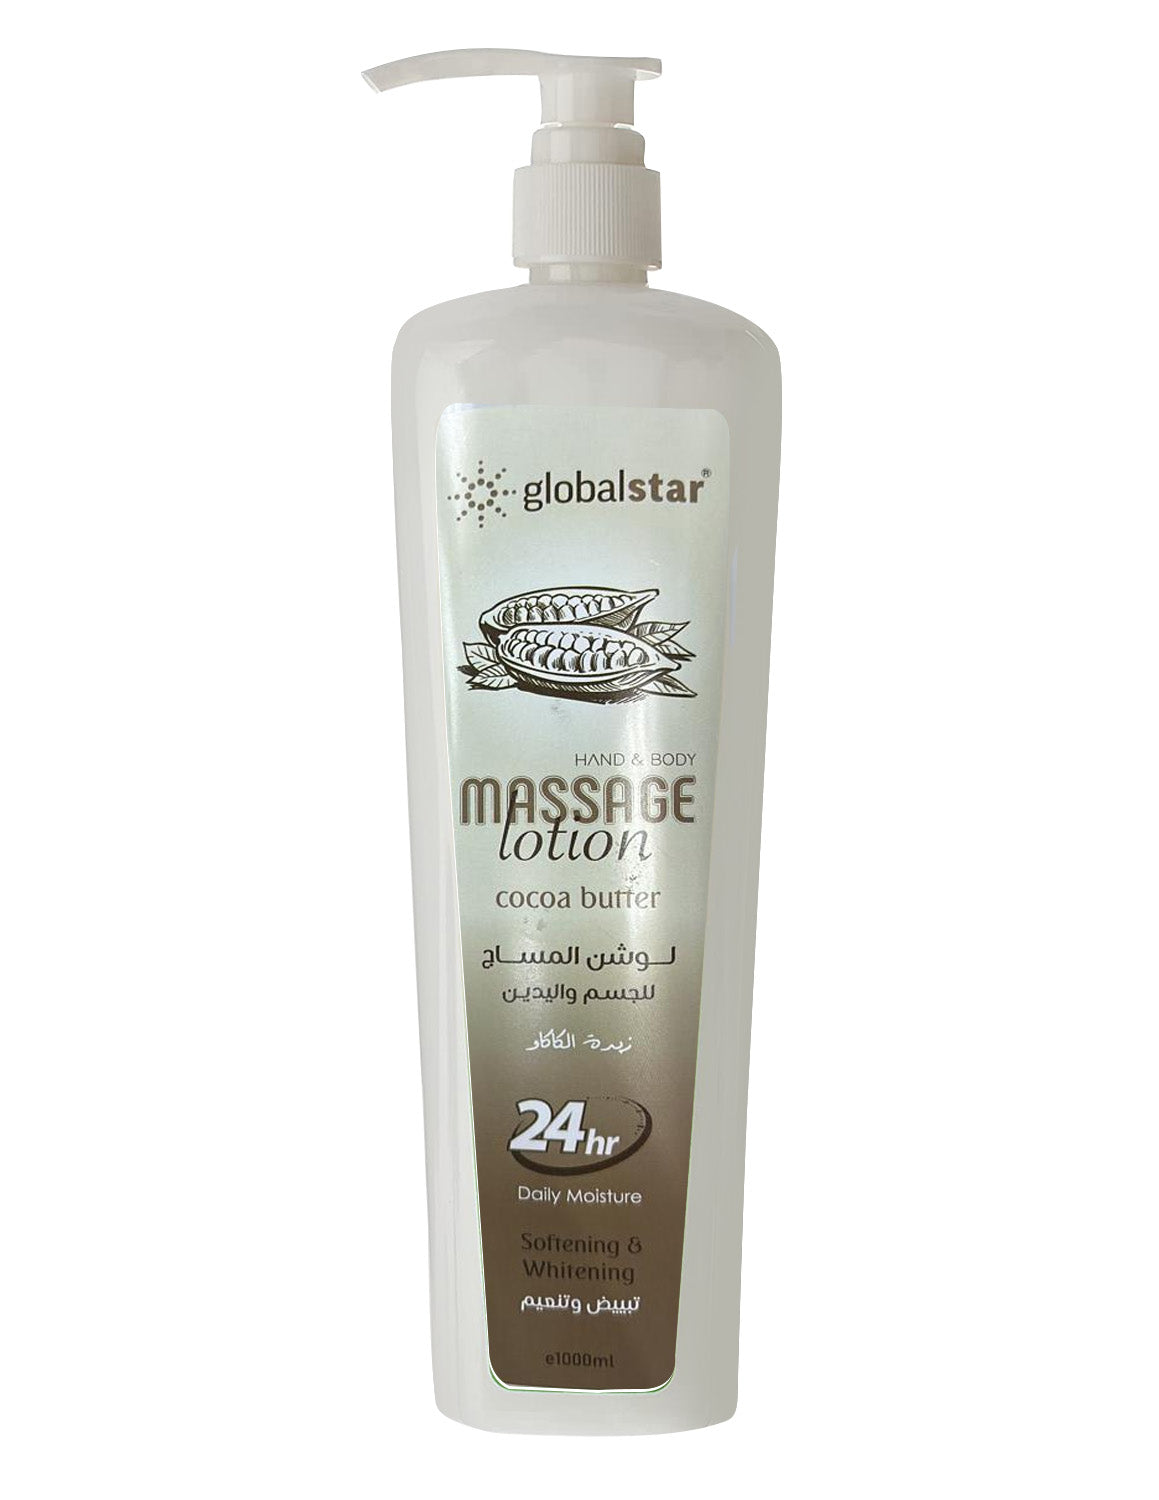 globalstar®
HAND & BODY
MASSAGE
lotion
cocoa butter
لوشن المساج
للجسم واليدين
زبدة الكاكاو
24hr
Daily Moisture
Softening &
Whitening
تبييض وتنعيم
e1000ml